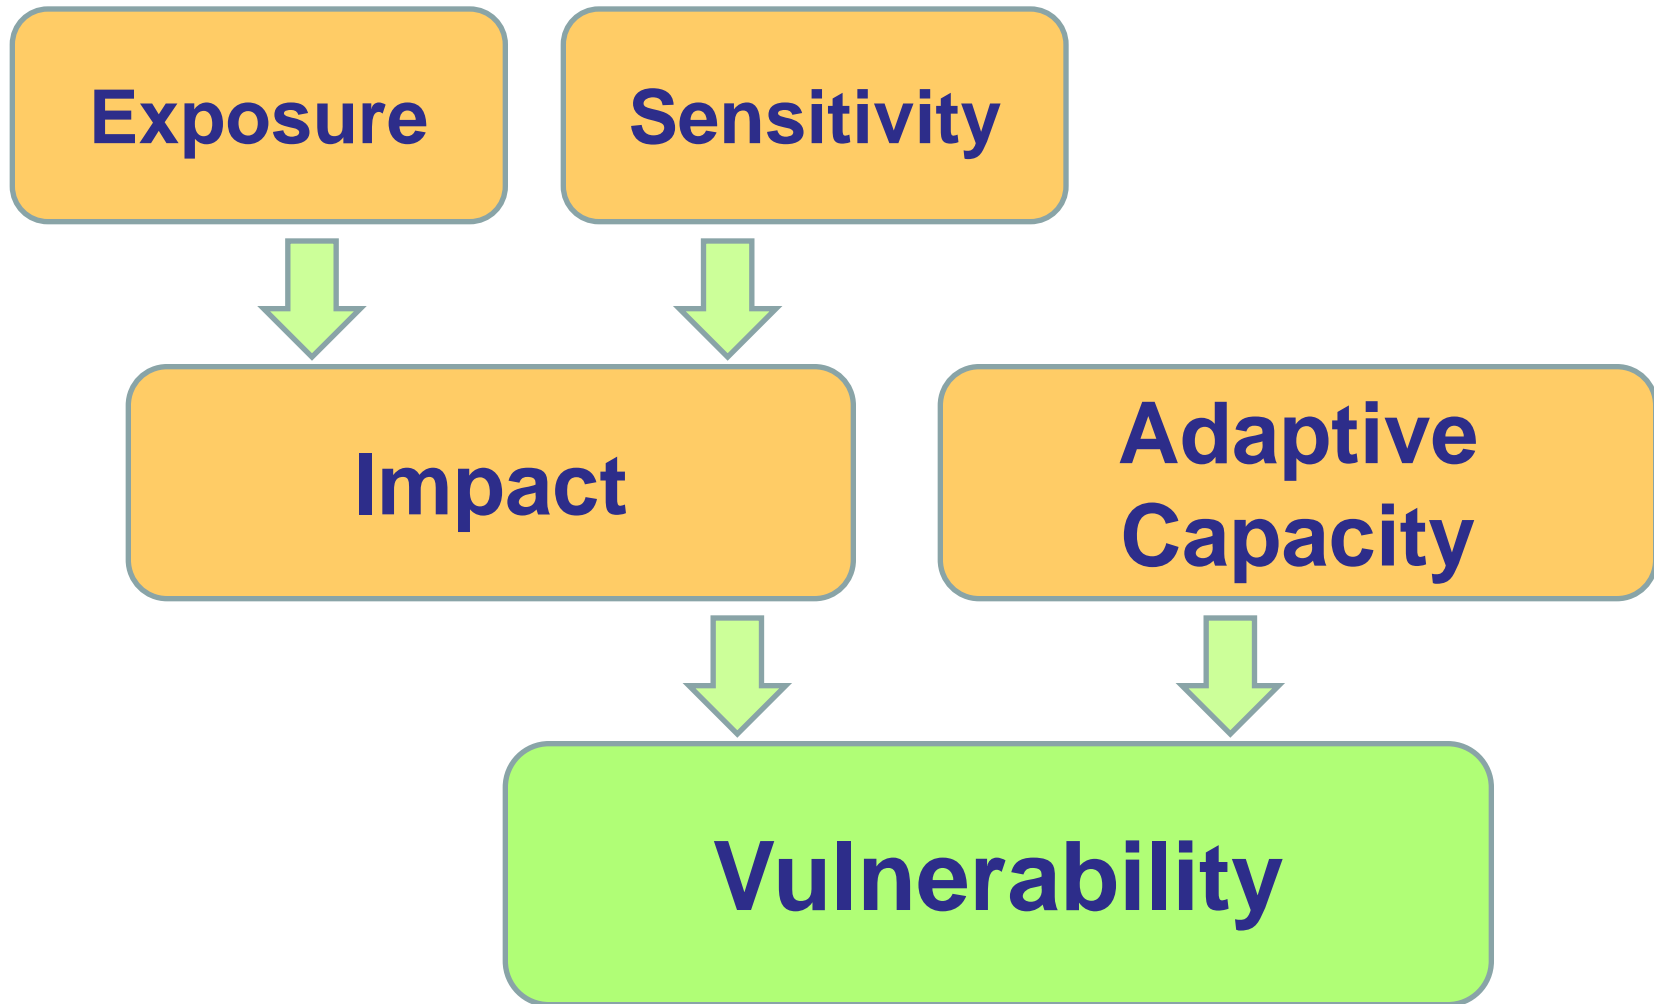 Exposure
Sensitivity
Impact
Adaptive
Capacity
Vulnerability